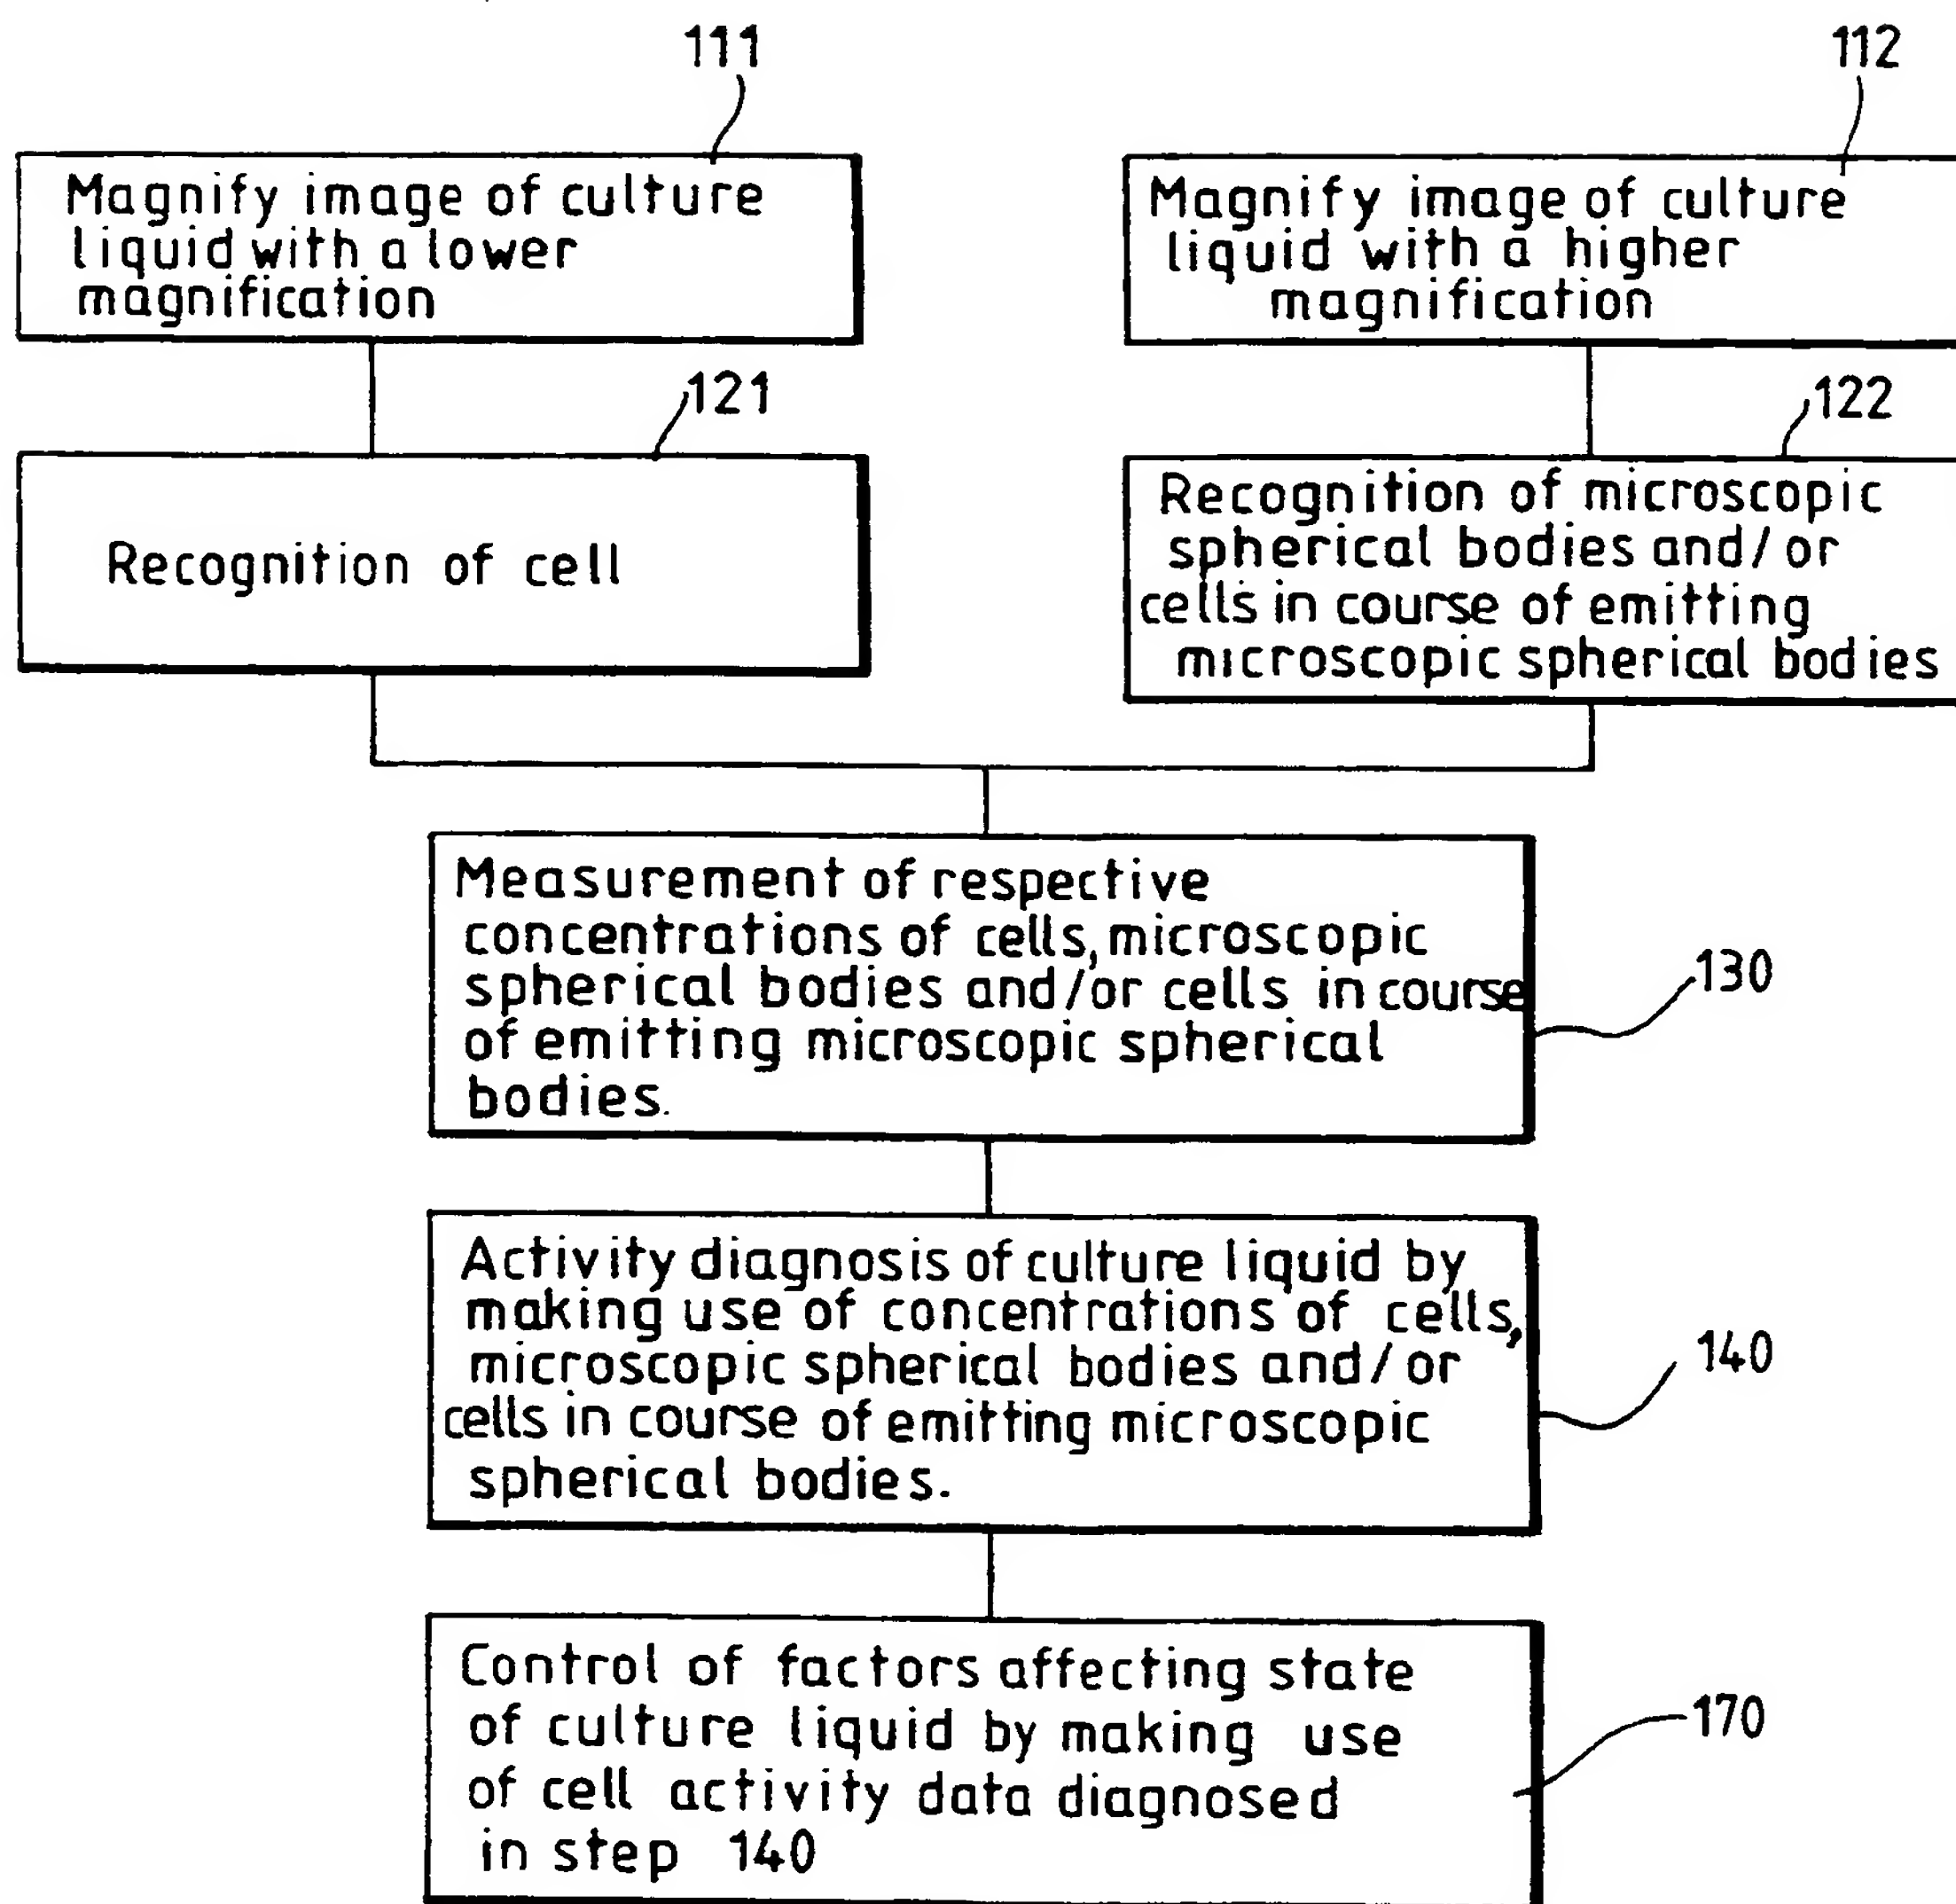 111
112
Magnify image of culture
liquid with a lower
magnification
Magnify image of culture
liquid with a higher
magnification
121
122
Recognition of cell
Recognition of microscopic
spherical bodies and/or
cells in course of emitting
microscopic spherical bodies
Measurement of respective
concentrations of cells, microscopic
spherical bodies and/or cells in course
of emitting microscopic spherical
bodies.
130
Activity diagnosis of culture liquid by
making use of concentrations of cells,
microscopic spherical bodies and/or
cells in course of emitting microscopic
spherical bodies.
140
Control of factors affecting state
of culture liquid by making use
of cell activity data diagnosed
in step 140
170